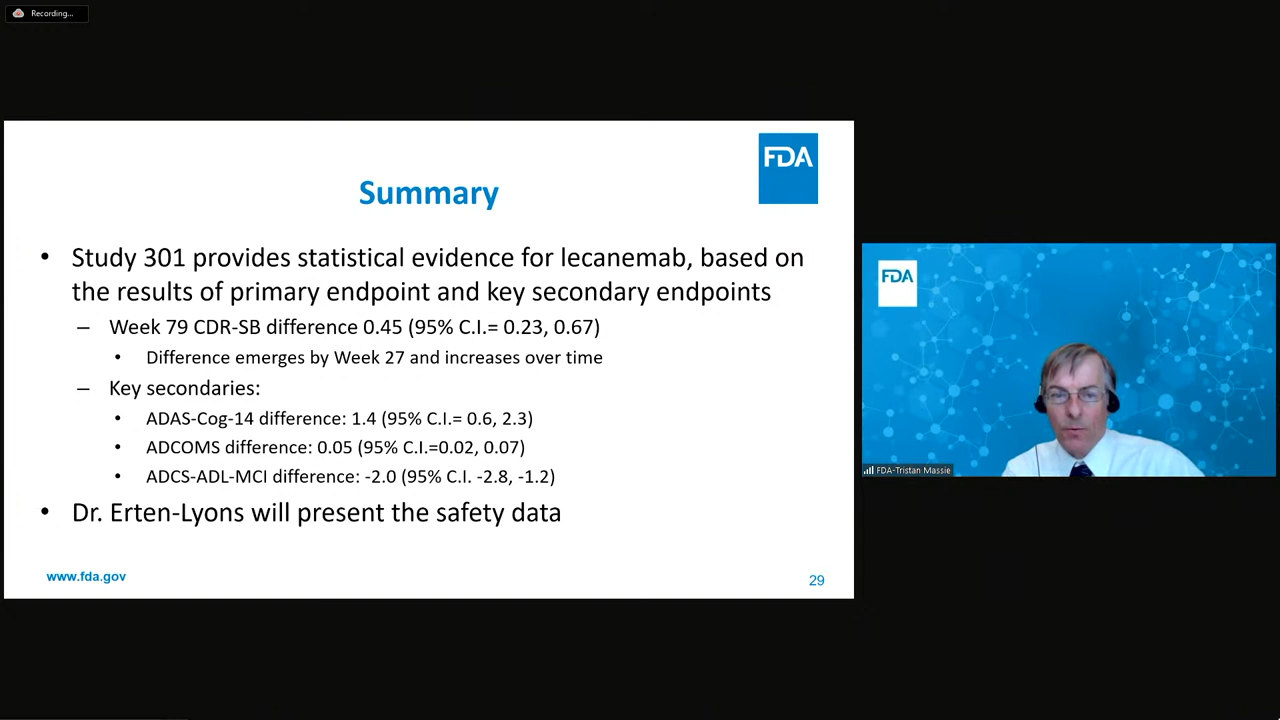 Recording...
FDA
Summary
• Study 301 provides statistical evidence for lecanemab, based on
the results of primary endpoint and key secondary endpoints
– Week 79 CDR-SB difference 0.45 (95% C.I.= 0.23, 0.67)
• Difference emerges by Week 27 and increases over time
– Key secondaries:
• ADAS-Cog-14 difference: 1.4 (95% C.I.= 0.6, 2.3)
• ADCOMS difference: 0.05 (95% C.I.=0.02, 0.07)
• ADCS-ADL-MCI difference: -2.0 (95% C.I. -2.8, -1.2)
• Dr. Erten-Lyons will present the safety data
www.fda.gov
29
FDA
FDA-Tristan Massie